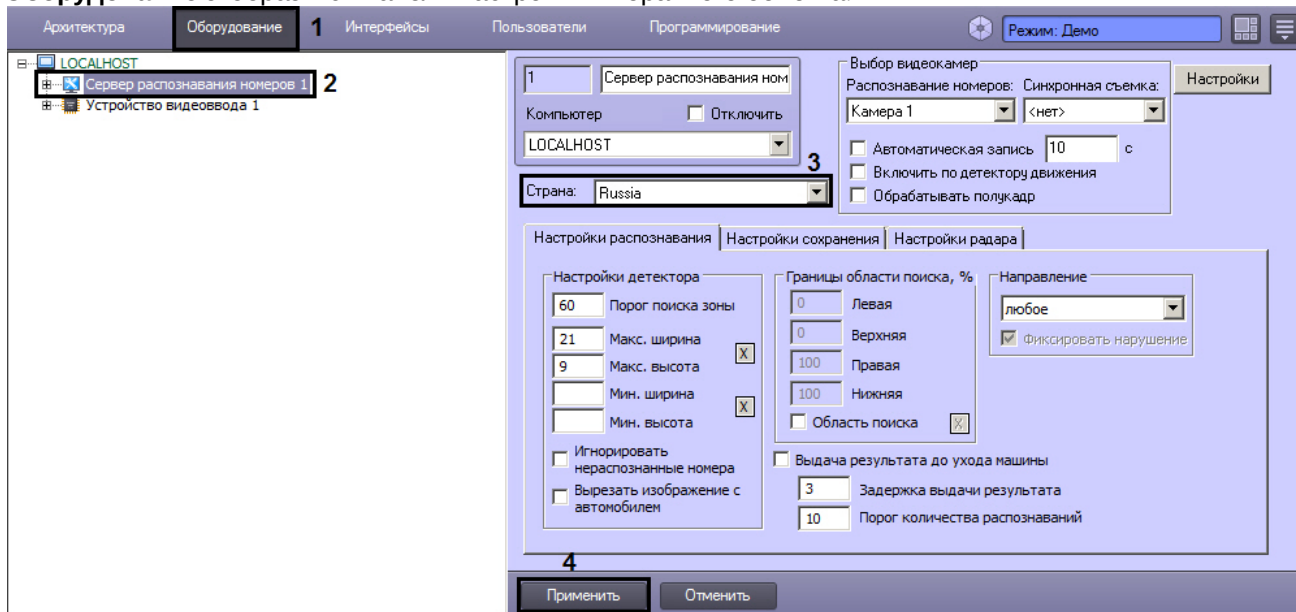 Архитектура Оборудование 1 Интерфейсы Пользователи Программирование Режим: Демо
LOCALHOST
Сервер распознавания номеров 1 2
Устройство видеоввода 1
1 Сервер распознавания ном
Компьютер Отключить
LOCALHOST
3
Страна: Russia
Выбор видеокамер
Распознавание номеров: Синхронная съемка:
Камера 1 <нет>
Автоматическая запись 10 с
Включить по детектору движения
Обрабатывать полукадр
Настройки
Настройки распознавания Настройки сохранения Настройки радара
Настройки детектора
60 Порог поиска зоны
21 Макс. ширина
X
9 Макс. высота
Мин. ширина
X
Мин. высота
Игнорировать
нераспознанные номера
Вырезать изображение с
автомобилем
Границы области поиска, %
0 Левая
0 Верхняя
100 Правая
100 Нижняя
Область поиска X
Направление
любое
Фиксировать нарушение
Выдача результата до ухода машины
3 Задержка выдачи результата
10 Порог количества распознаваний
4
Применить Отменить